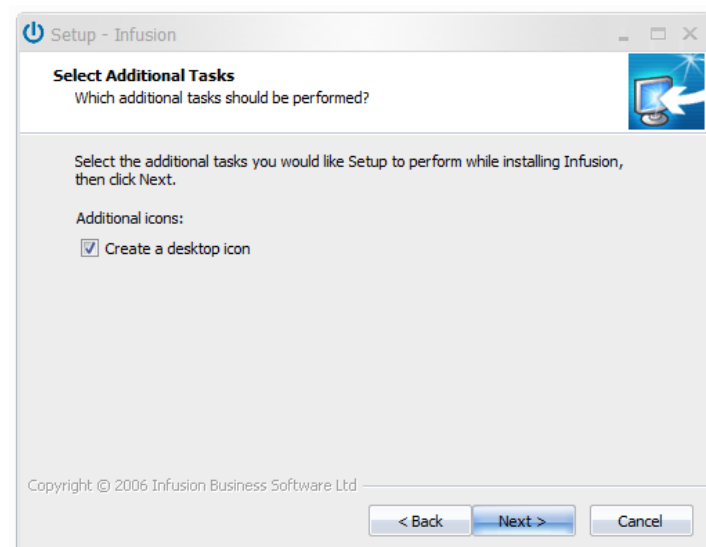 Setup - Infusion
Select Additional Tasks
Which additional tasks should be performed?
Select the additional tasks you would like Setup to perform while installing Infusion,
then click Next.
Additional icons:
Create a desktop icon
Copyright © 2006 Infusion Business Software Ltd
< Back Next > Cancel